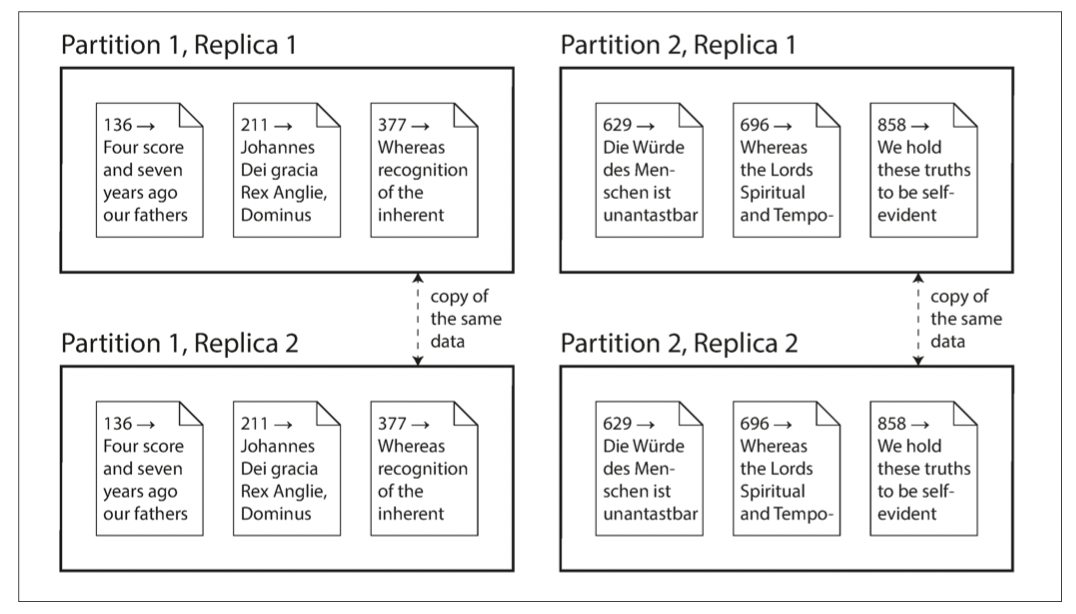 Partition 1, Replica 1
136 →
Four score
and seven
years ago
our fathers
211 →
Johannes
Dei gracia
Rex Anglie,
Dominus
377 →
Whereas
recognition
of the
inherent
Partition 2, Replica 1
629 →
Die Würde
des Men-
schen ist
unantastbar
696 →
Whereas
the Lords
Spiritual
and Tempo-
858 →
We hold
these truths
to be self-
evident
copy of
the same
data
copy of
the same
data
Partition 1, Replica 2
136 →
Four score
and seven
years ago
our fathers
211 →
Johannes
Dei gracia
Rex Anglie,
Dominus
377 →
Whereas
recognition
of the
inherent
Partition 2, Replica 2
629 →
Die Würde
des Men-
schen ist
unantastbar
696 →
Whereas
the Lords
Spiritual
and Tempo-
858 →
We hold
these truths
to be self-
evident